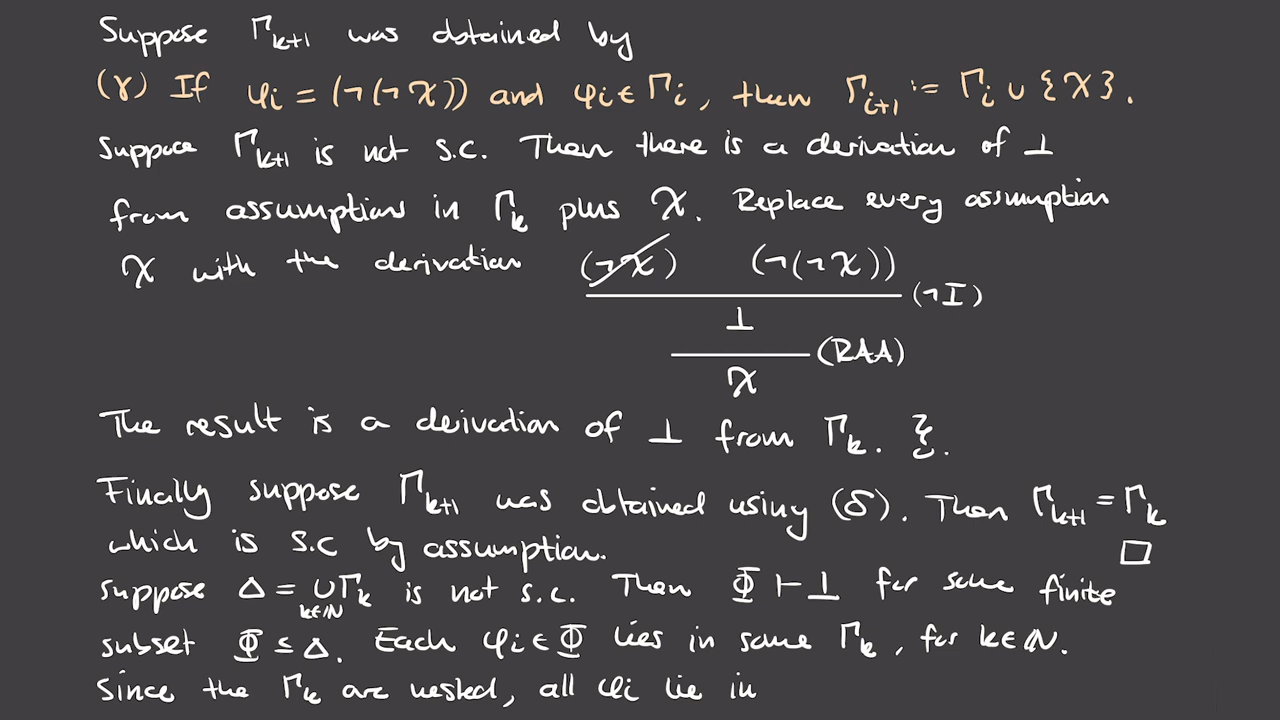 Suppose Γ_{k+1} was obtained by
(γ) If φ_i = (¬(¬χ)) and φ_i ∈ Γ_i, then Γ_{i+1} := Γ_i ∪ {χ}.
Suppose Γ_{k+1} is not s.c. Then there is a derivation of ⊥
from assumptions in Γ_k plus χ. Replace every assumption
χ with the derivation (¬χ) (¬(¬χ))
(¬I)
⊥
(RAA)
χ
The result is a derivation of ⊥ from Γ_k.
Finally suppose Γ_{k+1} was obtained using (δ). Then Γ_{k+1} = Γ_k
which is s.c by assumption. □
Suppose Δ = ∪_{k∈ℕ} Γ_k is not s.c. Then Φ ⊢ ⊥ for some finite
subset Φ ⊆ Δ. Each φ_i ∈ Φ lies in some Γ_k, for k∈ℕ.
Since the Γ_k are nested, all φ_i lie in